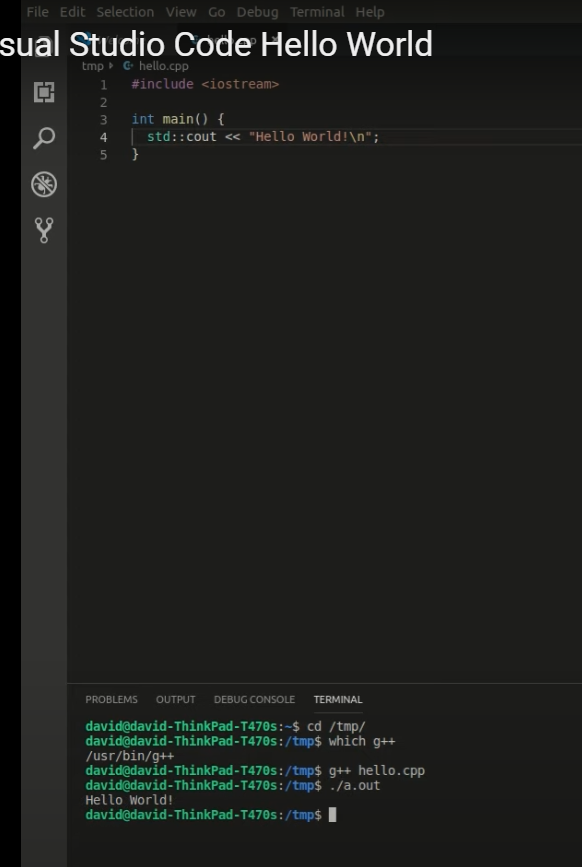 File Edit Selection View Go Debug Terminal Help
sual Studio Code Hello World
tmp hello.cpp
1 #include <iostream>
2
3 int main() {
4 std::cout << "Hello World!\n";
5 }
PROBLEMS OUTPUT DEBUG CONSOLE TERMINAL
david@david-ThinkPad-T470s:~$ cd /tmp/
david@david-ThinkPad-T470s:/tmp$ which g++
/usr/bin/g++
david@david-ThinkPad-T470s:/tmp$ g++ hello.cpp
david@david-ThinkPad-T470s:/tmp$ ./a.out
Hello World!
david@david-ThinkPad-T470s:/tmp$